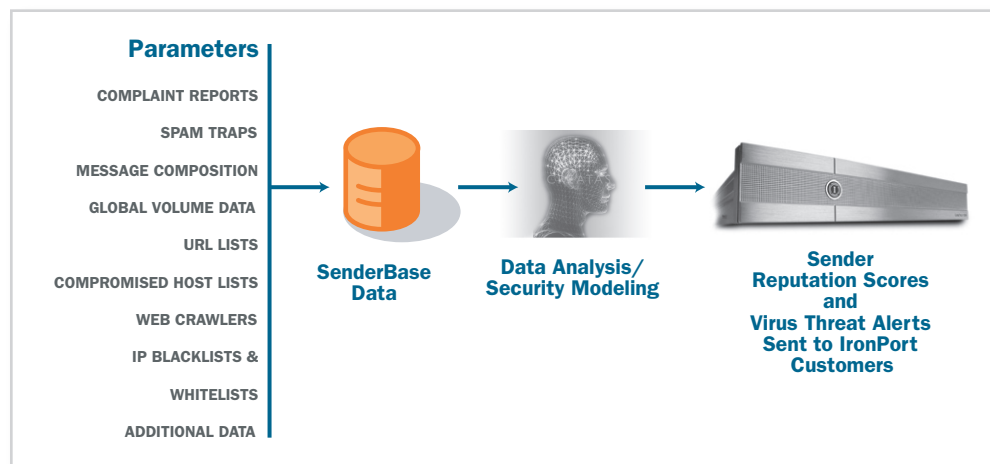 Parameters
COMPLAINT REPORTS
SPAM TRAPS
MESSAGE COMPOSITION
GLOBAL VOLUME DATA
URL LISTS
COMPROMISED HOST LISTS
WEB CRAWLERS
IP BLACKLISTS &
WHITELISTS
ADDITIONAL DATA
SenderBase
Data
Data Analysis/
Security Modeling
Sender
Reputation Scores
and
Virus Threat Alerts
Sent to IronPort
Customers